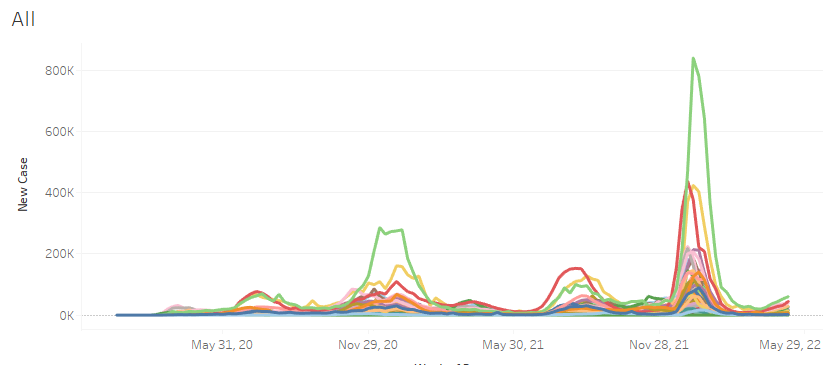 All
800K
600K
400K
200K
0K
New Case
May 31, 20
Nov 29, 20
May 30, 21
Nov 28, 21
May 29, 22